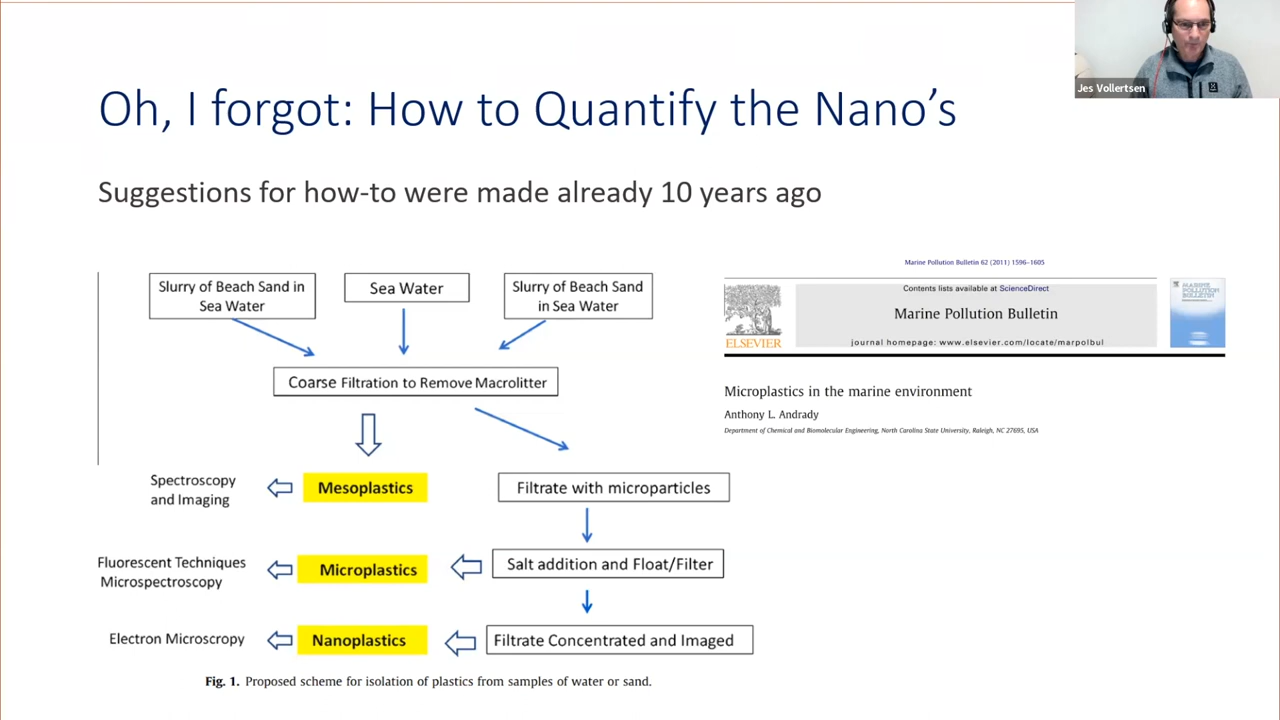 Jes Vollertsen
Oh, I forgot: How to Quantify the Nano's
Suggestions for how-to were made already 10 years ago
Slurry of Beach Sand in
Sea Water
Sea Water
Slurry of Beach Sand
in Sea Water
Coarse Filtration to Remove Macrolitter
Spectroscopy
and Imaging
Mesoplastics
Filtrate with microparticles
Fluorescent Techniques
Microspectroscopy
Microplastics
Salt addition and Float/Filter
Electron Microscopy
Nanoplastics
Filtrate Concentrated and Imaged
Fig. 1. Proposed scheme for isolation of plastics from samples of water or sand.
Marine Pollution Bulletin 62 (2011) 1596–1605
Contents lists available at ScienceDirect
Marine Pollution Bulletin
journal homepage: www.elsevier.com/locate/marpolbul
ELSEVIER
MARINE
POLLUTION
BULLETIN
Microplastics in the marine environment
Anthony L. Andrady
Department of Chemical and Biomolecular Engineering, North Carolina State University, Raleigh, NC 27695, USA